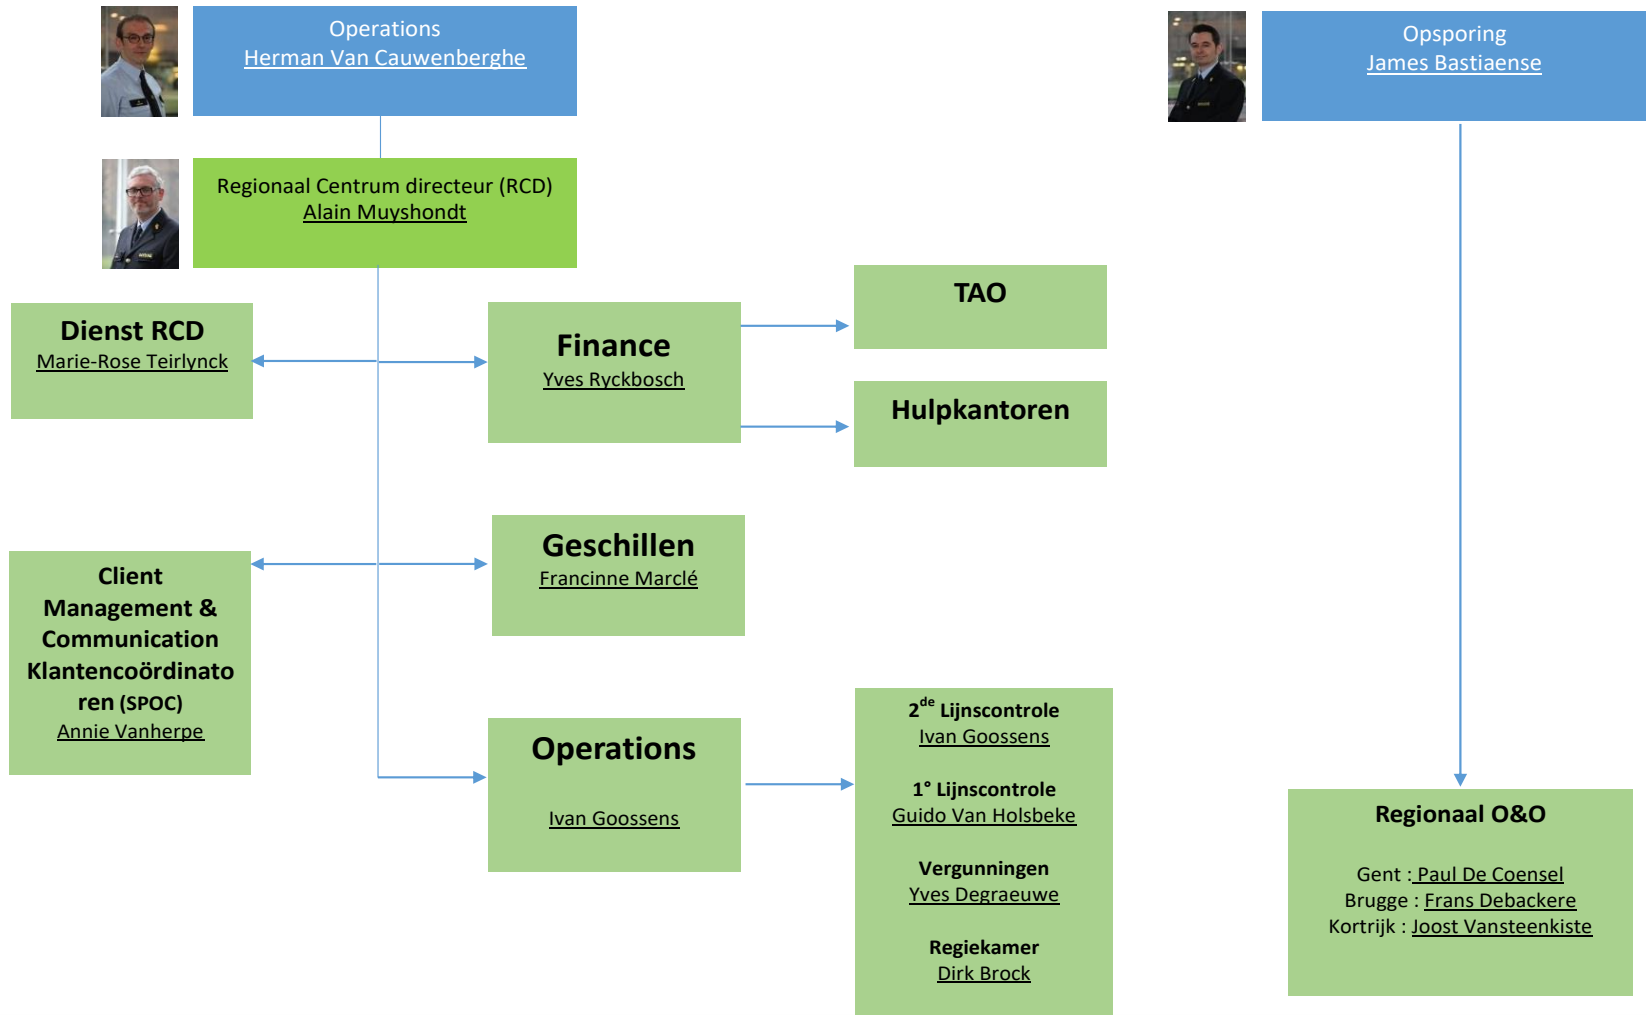 Operations
Herman Van Cauwenberghe
Opsporing
James Bastiaense
Regionaal Centrum directeur (RCD)
Alain Muyshondt
Dienst RCD
Marie-Rose Teirlynck
Finance
Yves Ryckbosch
TAO
Hulpkantoren
Geschillen
Francinne Marclé
Client
Management &
Communication
Klantencoördinato
ren (SPOC)
Annie Vanherpe
Operations
Ivan Goossens
2de Lijnscontrole
Ivan Goossens
1° Lijnscontrole
Guido Van Holsbeke
Vergunningen
Yves Degraeuwe
Regiekamer
Dirk Brock
Regionaal O&O
Gent : Paul De Coensel
Brugge : Frans Debackere
Kortrijk : Joost Vansteenkiste